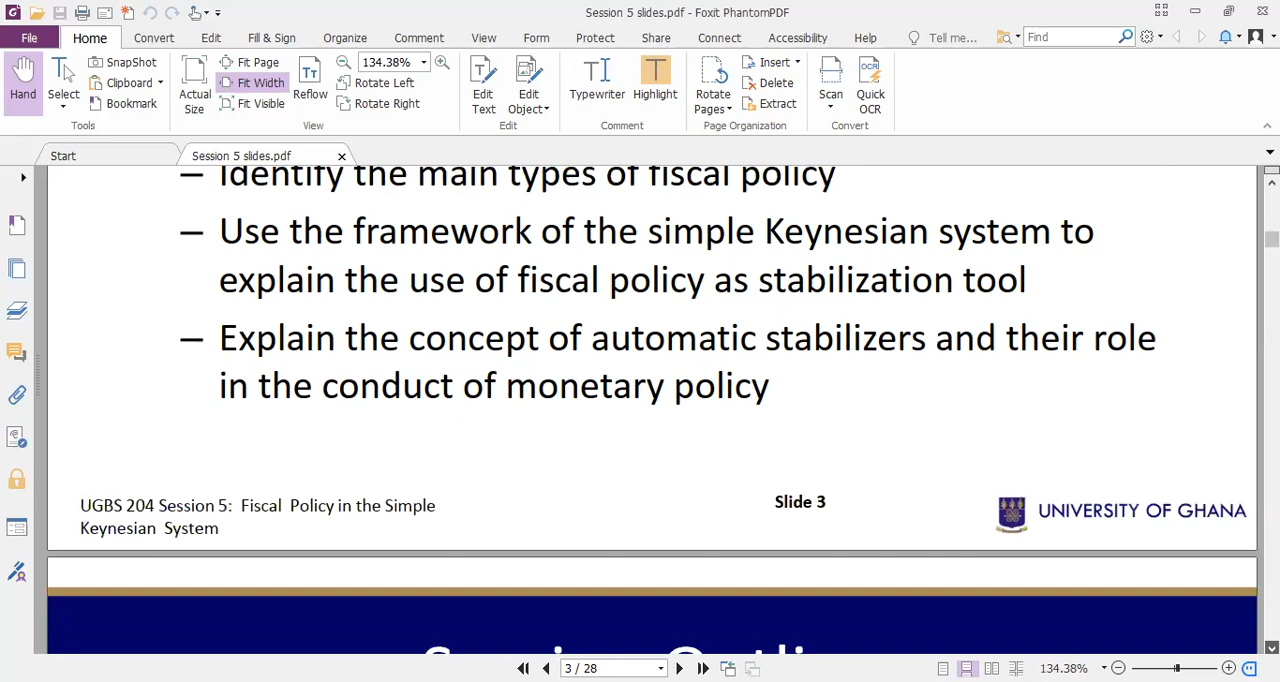 Session 5 slides.pdf - Foxit PhantomPDF
File Home Convert Edit Fill & Sign Organize Comment View Form Protect Share Connect Accessibility Help Tell me... Find
Hand
Select
SnapShot
Clipboard
Bookmark
Tools
Actual
Size
Fit Page
Fit Width
Fit Visible
Reflow
134.38%
Rotate Left
Rotate Right
View
Edit
Text
Edit
Object
Edit
Typewriter
Highlight
Comment
Rotate
Pages
Insert
Delete
Extract
Page Organization
Scan
Quick
OCR
Convert
Start
Session 5 slides.pdf
– Identify the main types of fiscal policy
– Use the framework of the simple Keynesian system to
explain the use of fiscal policy as stabilization tool
– Explain the concept of automatic stabilizers and their role
in the conduct of monetary policy
UGBS 204 Session 5: Fiscal Policy in the Simple
Keynesian System
Slide 3
UNIVERSITY OF GHANA
3 / 28
134.38%